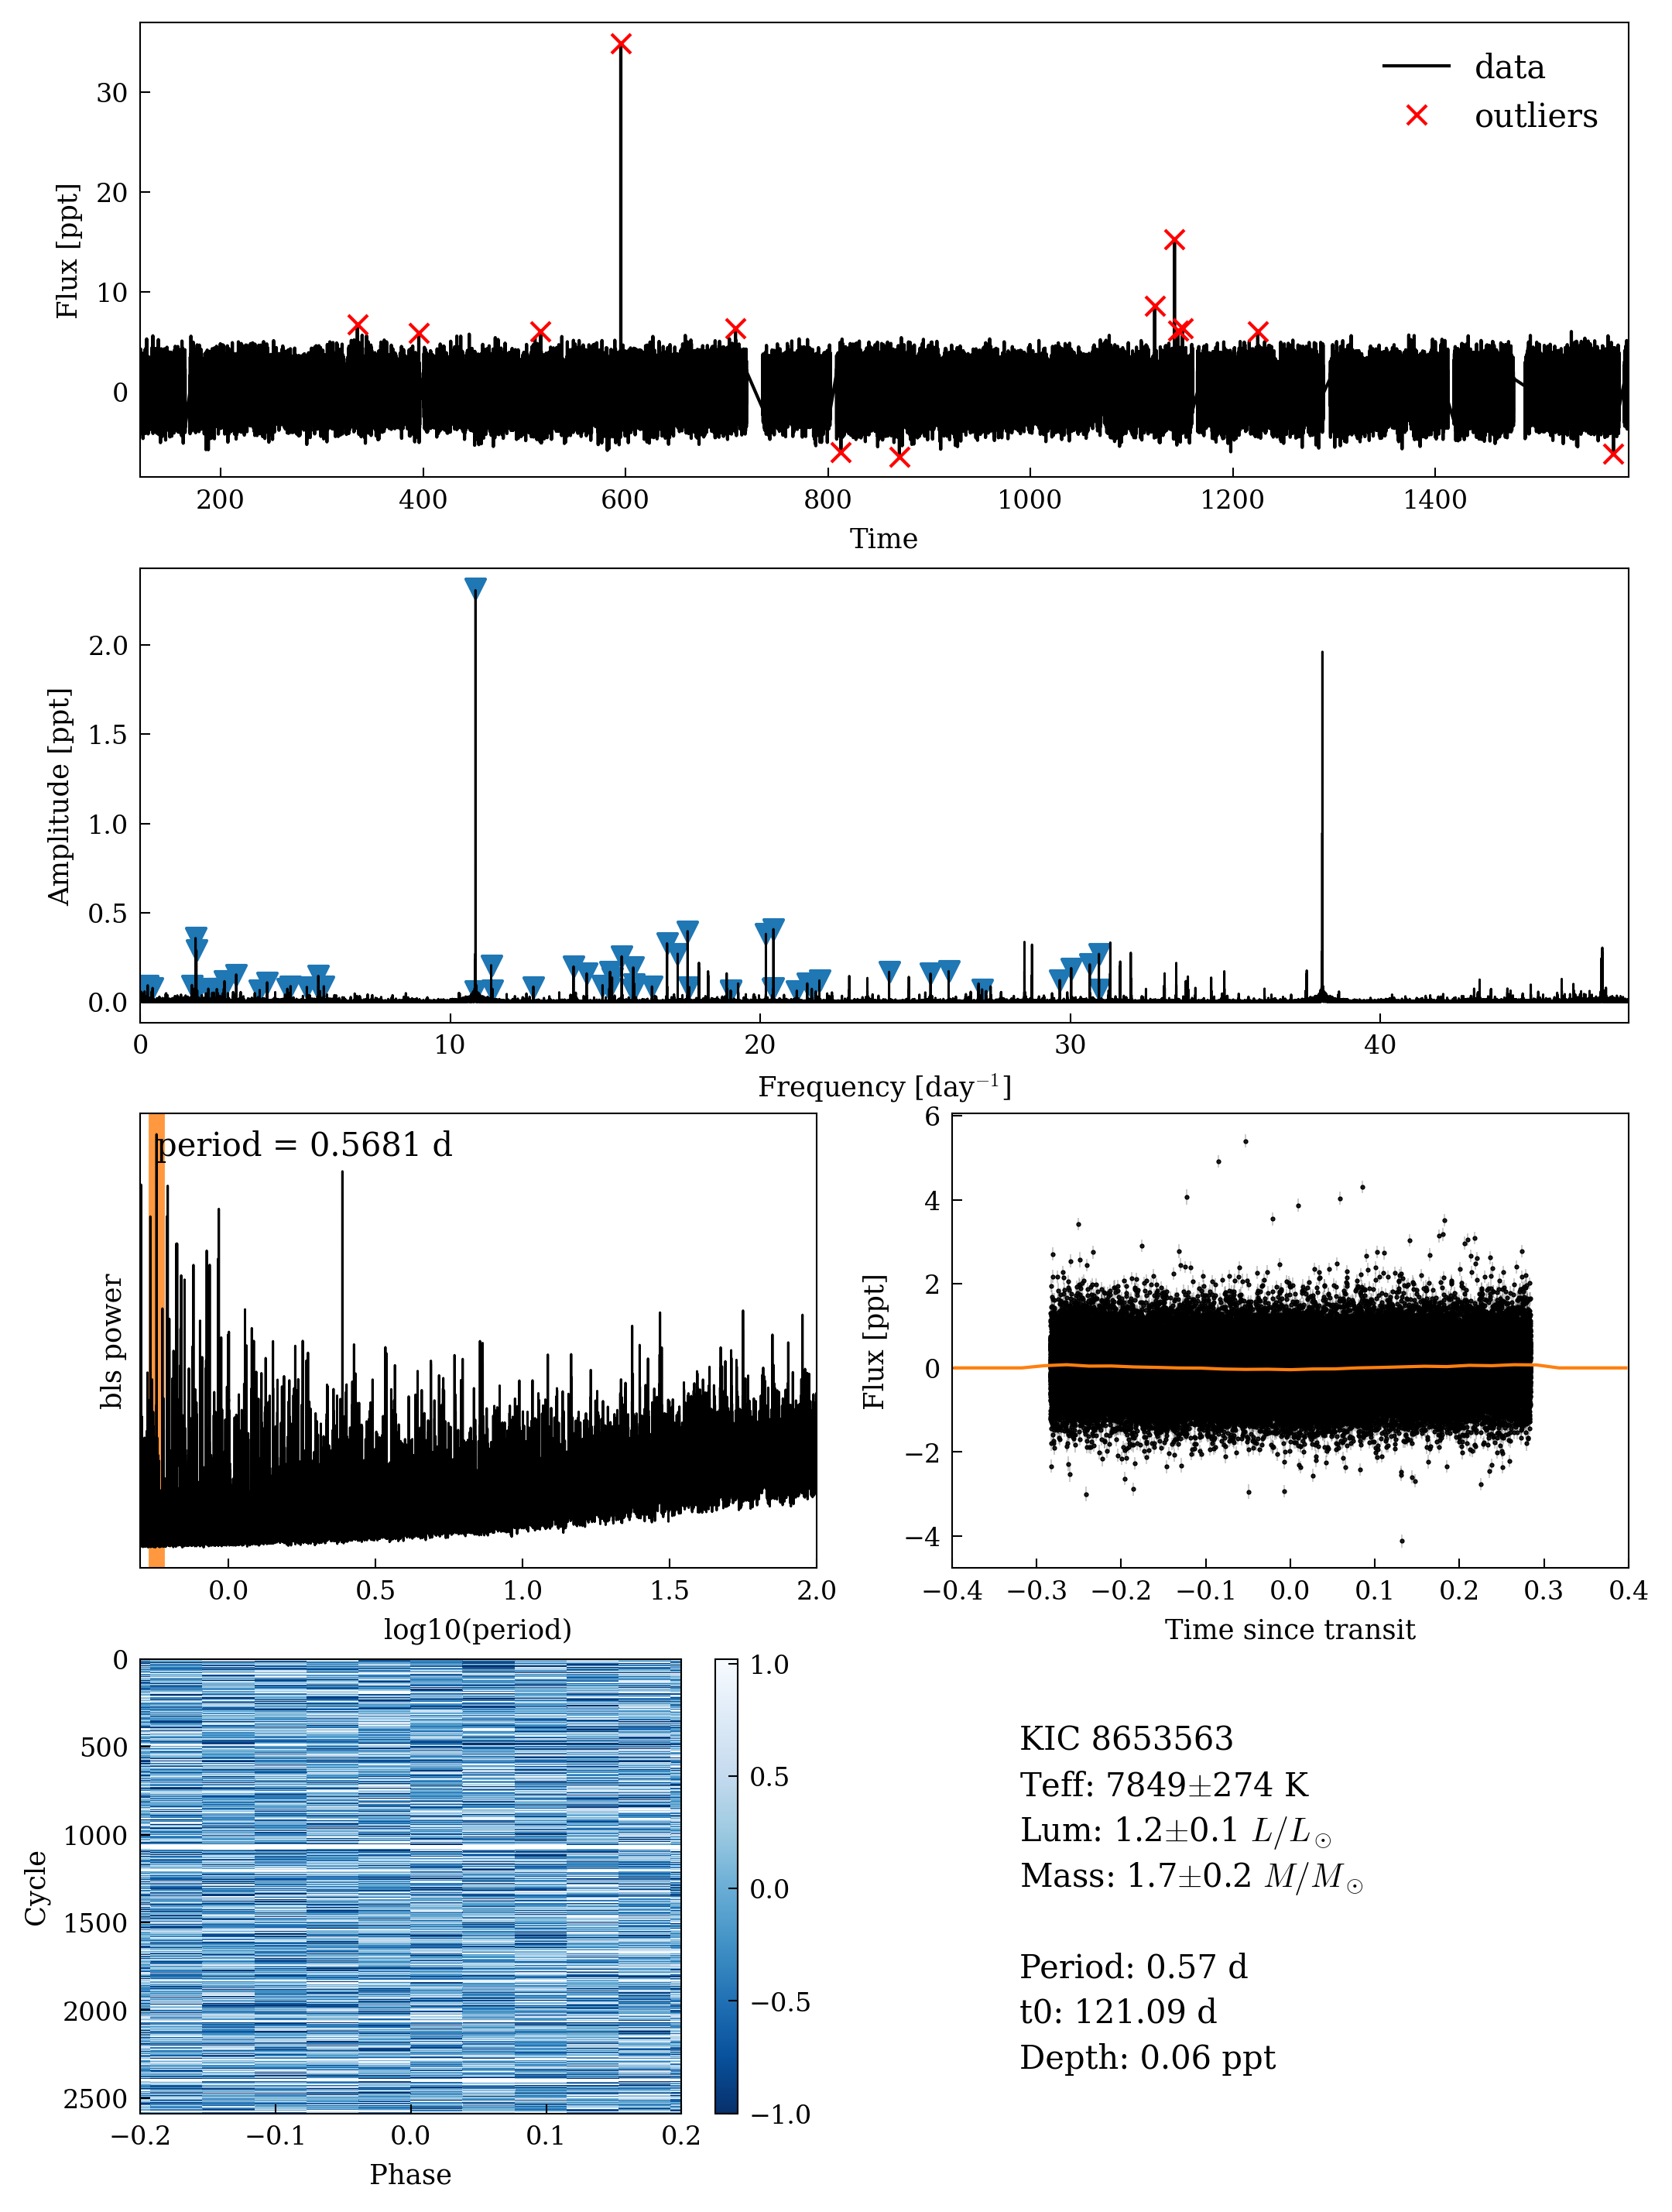 data
outliers
Flux [ppt]
30
20
10
0
200 400 600 800 1000 1200 1400
Time
Amplitude [ppt]
2.0
1.5
1.0
0.5
0.0
0 10 20 30 40
Frequency [day⁻¹]
period = 0.5681 d
bls power
0.0 0.5 1.0 1.5 2.0
log10(period)
Flux [ppt]
6
4
2
0
−2
−4
−0.4 −0.3 −0.2 −0.1 0.0 0.1 0.2 0.3 0.4
Time since transit
Cycle
0
500
1000
1500
2000
2500
−0.2 −0.1 0.0 0.1 0.2
Phase
1.0
0.5
0.0
−0.5
−1.0
KIC 8653563
Teff: 7849±274 K
Lum: 1.2±0.1 L/L☉
Mass: 1.7±0.2 M/M☉
Period: 0.57 d
t0: 121.09 d
Depth: 0.06 ppt